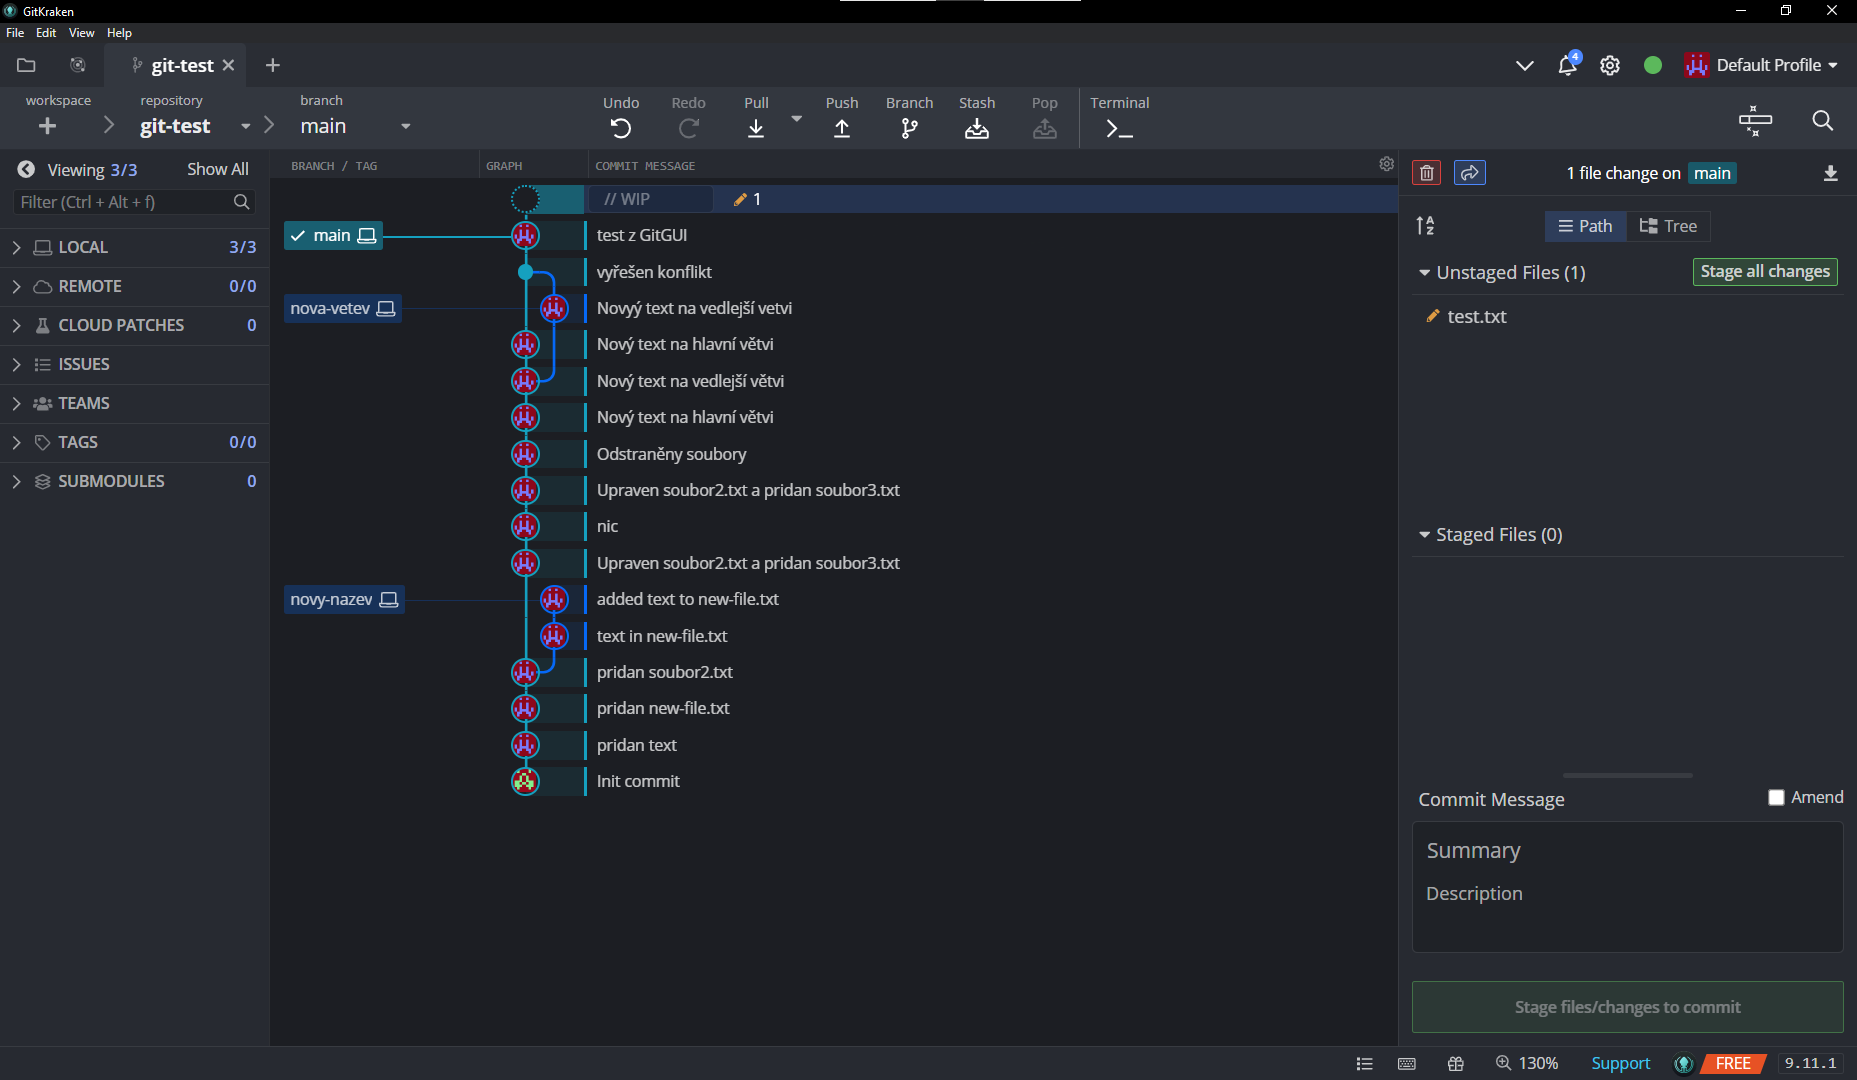 GitKraken
File Edit View Help
git-test
4
Default Profile
workspace
repository
git-test
branch
main
Undo
Redo
Pull
Push
Branch
Stash
Pop
Terminal
Viewing 3/3
Show All
Filter (Ctrl + Alt + f)
LOCAL 3/3
REMOTE 0/0
CLOUD PATCHES 0
ISSUES
TEAMS
TAGS 0/0
SUBMODULES 0
BRANCH / TAG
GRAPH
COMMIT MESSAGE
// WIP 1
main test z GitGUI
vyřešen konflikt
nova-vetev Novyý text na vedlejší vetvi
Nový text na hlavní větvi
Nový text na vedlejší větvi
Nový text na hlavní větvi
Odstraněny soubory
Upraven soubor2.txt a pridan soubor3.txt
nic
Upraven soubor2.txt a pridan soubor3.txt
novy-nazev added text to new-file.txt
text in new-file.txt
pridan soubor2.txt
pridan new-file.txt
pridan text
Init commit
1 file change on main
Path
Tree
Unstaged Files (1)
Stage all changes
test.txt
Staged Files (0)
Commit Message
Amend
Summary
Description
Stage files/changes to commit
130%
Support
FREE
9.11.1